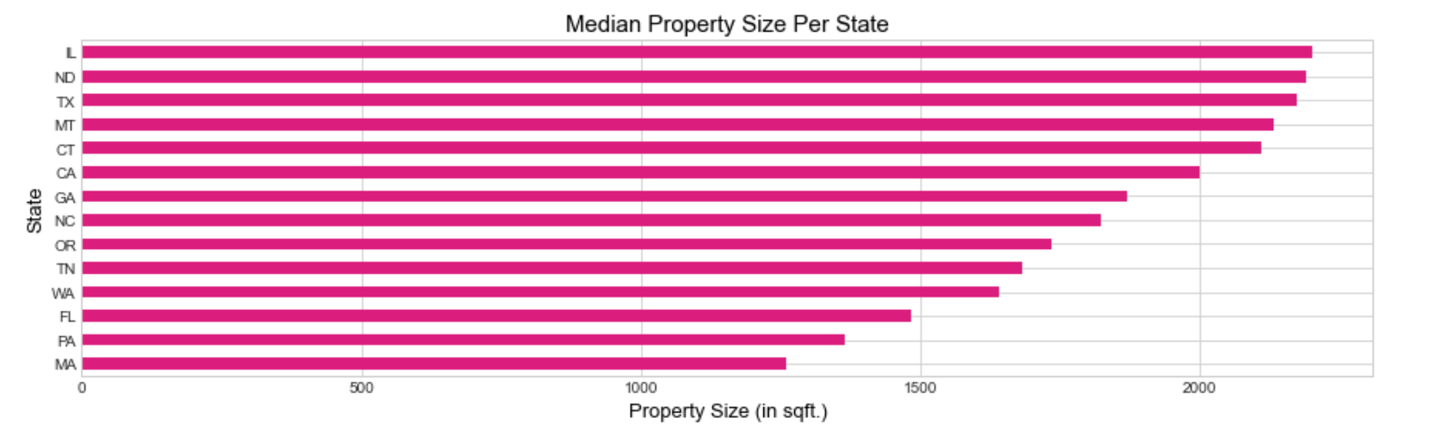 Median Property Size Per State
IL
ND
TX
MT
CT
CA
GA
NC
OR
TN
WA
FL
PA
MA
State
0 500 1000 1500 2000
Property Size (in sqft.)